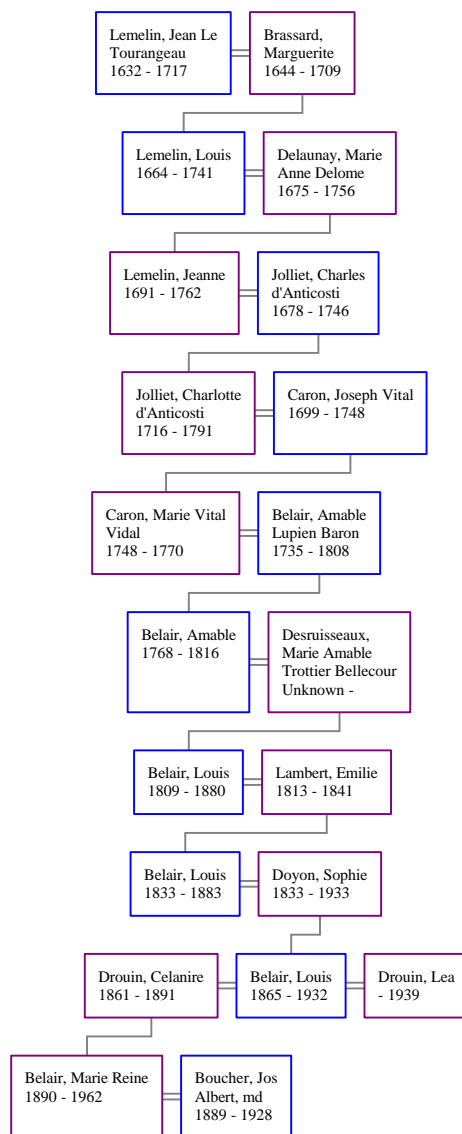 Lemelin, Jean Le
Tourangeau
1632 - 1717
Brassard,
Marguerite
1644 - 1709
Lemelin, Louis
1664 - 1741
Delaunay, Marie
Anne Delome
1675 - 1756
Lemelin, Jeanne
1691 - 1762
Jolliet, Charles
d'Anticosti
1678 - 1746
Jolliet, Charlotte
d'Anticosti
1716 - 1791
Caron, Joseph Vital
1699 - 1748
Caron, Marie Vital
Vidal
1748 - 1770
Belair, Amable
Lupien Baron
1735 - 1808
Belair, Amable
1768 - 1816
Desruisseaux,
Marie Amable
Trottier Bellecour
Unknown -
Belair, Louis
1809 - 1880
Lambert, Emilie
1813 - 1841
Belair, Louis
1833 - 1883
Doyon, Sophie
1833 - 1933
Drouin, Celanire
1861 - 1891
Belair, Louis
1865 - 1932
Drouin, Lea
- 1939
Belair, Marie Reine
1890 - 1962
Boucher, Jos
Albert, md
1889 - 1928